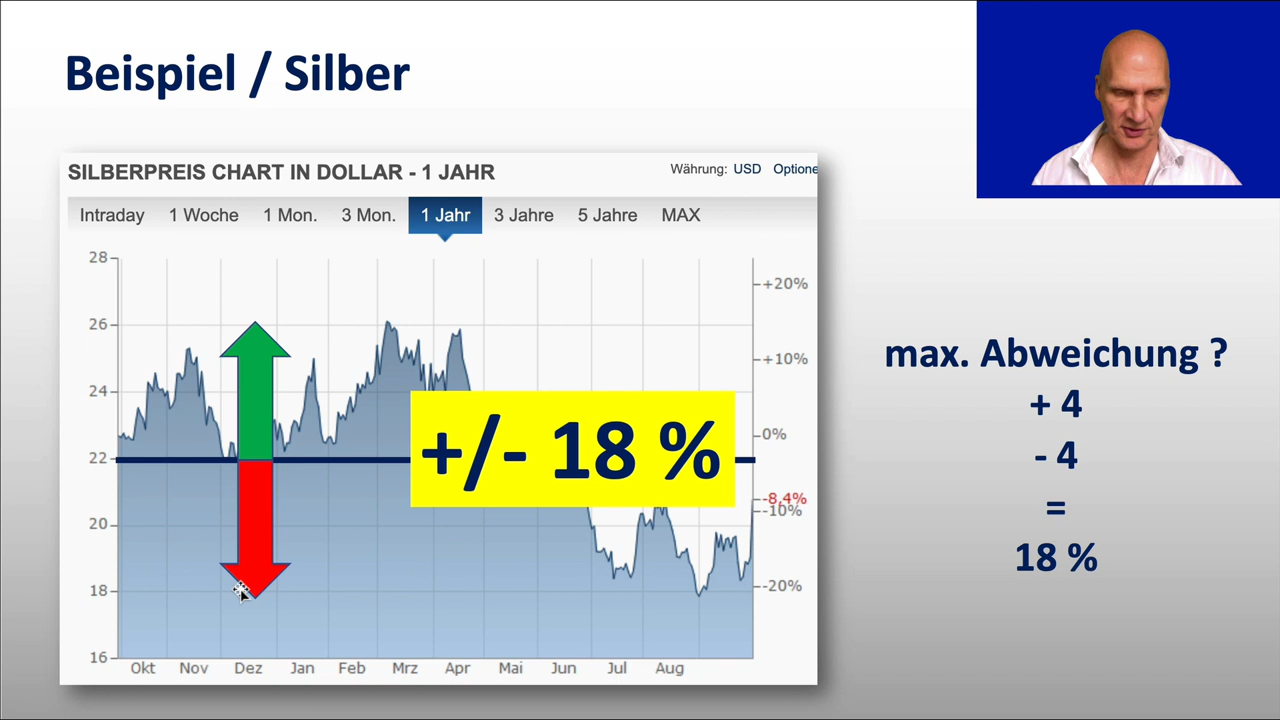 Beispiel / Silber
SILBERPREIS CHART IN DOLLAR - 1 JAHR
Währung: USD Optione
Intraday 1 Woche 1 Mon. 3 Mon. 1 Jahr 3 Jahre 5 Jahre MAX
28
26
24
22
20
18
16
+20%
+10%
0%
-8,4%
-10%
-20%
+/- 18 %
Okt Nov Dez Jan Feb Mrz Apr Mai Jun Jul Aug
max. Abweichung ?
+ 4
- 4
=
18 %